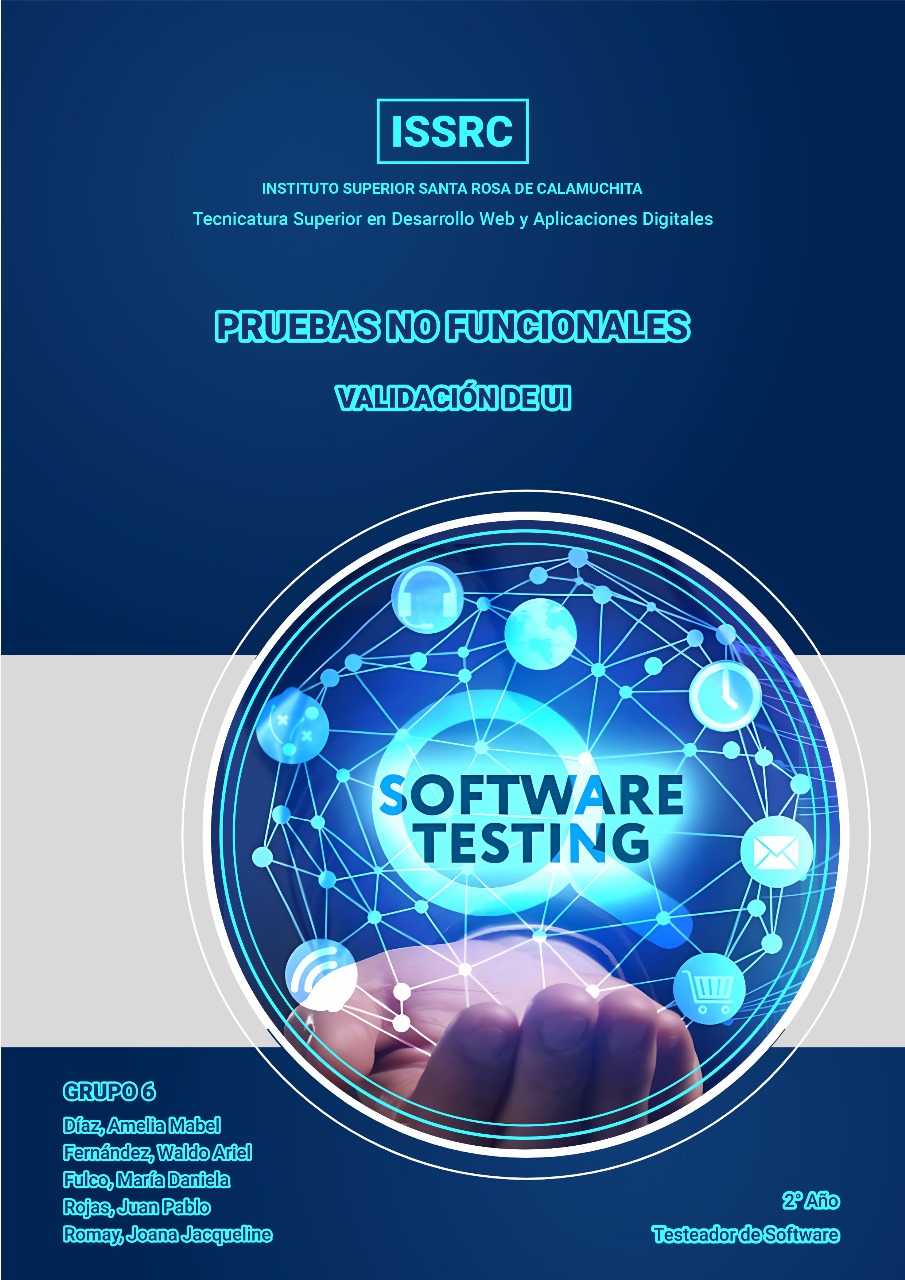 ISSRC
INSTITUTO SUPERIOR SANTA ROSA DE CALAMUCHITA
Tecnicatura Superior en Desarrollo Web y Aplicaciones Digitales
PRUEBAS NO FUNCIONALES
VALIDACIÓN DE UI
SOFTWARE
TESTING
GRUPO 6
Díaz, Amelia Mabel
Fernández, Waldo Ariel
Fulco, María Daniela
Rojas, Juan Pablo
Romay, Joana Jacqueline
2° Año
Testeador de Software